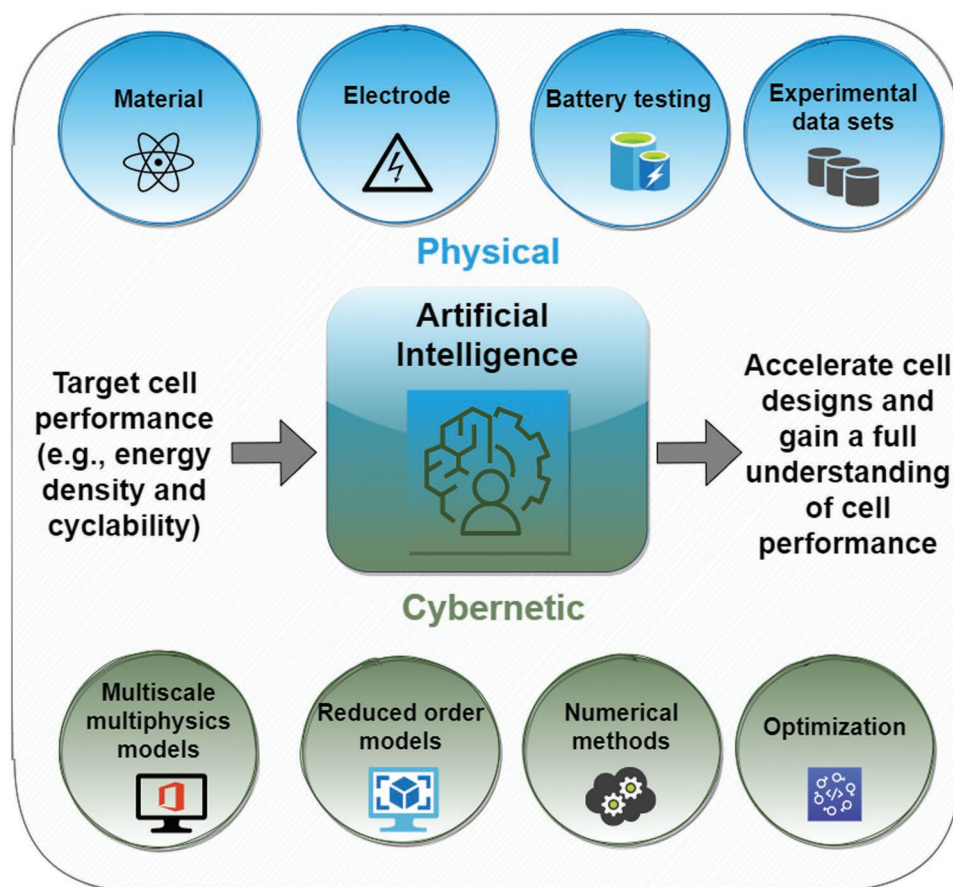 Material
Electrode
Battery testing
Experimental
data sets
Physical
Artificial
Intelligence
Target cell
performance
(e.g., energy
density and
cyclability)
Accelerate cell
designs and
gain a full
understanding
of cell
performance
Cybernetic
Multiscale
multiphysics
models
Reduced order
models
Numerical
methods
Optimization
</>